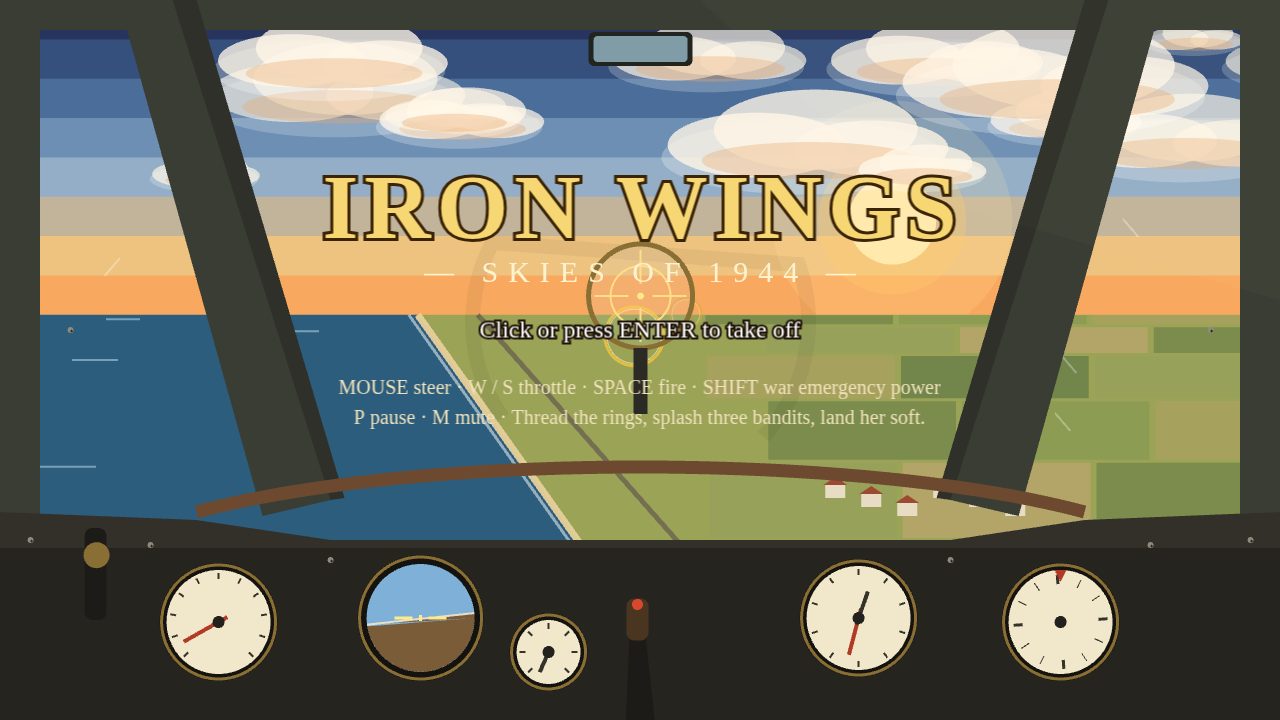 IRON WINGS
— SKIES OF 1944 —
Click or press ENTER to take off
MOUSE steer · W / S throttle · SPACE fire · SHIFT war emergency power
P pause · M mute · Thread the rings, splash three bandits, land her soft.